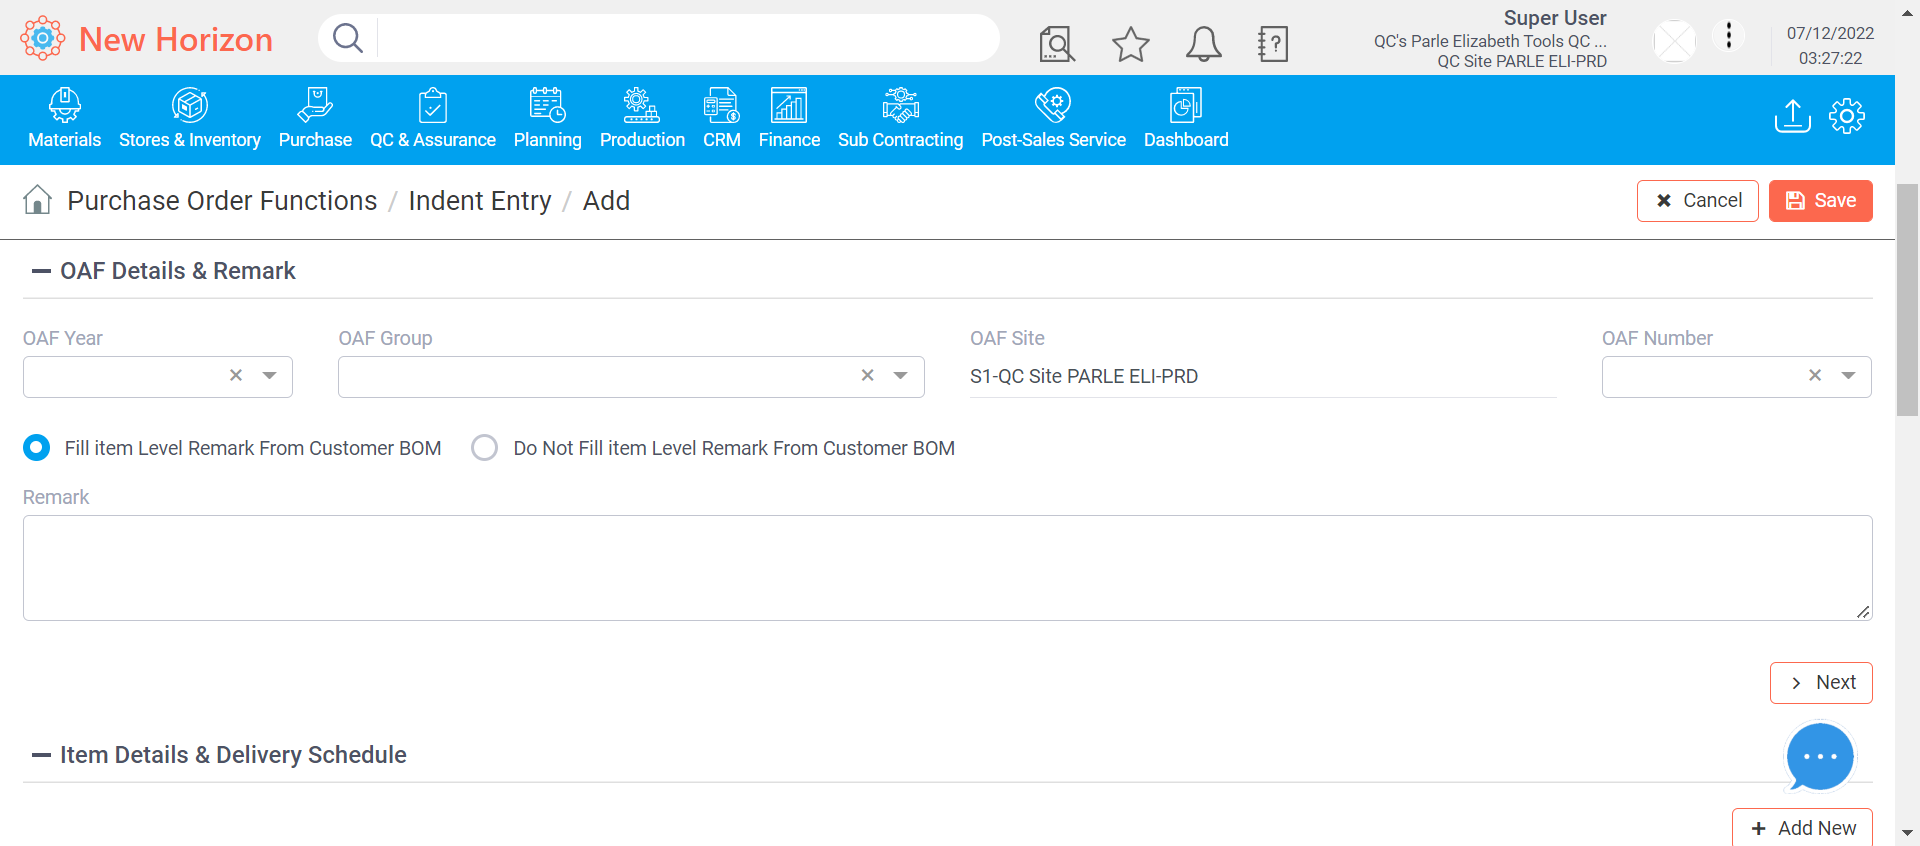 New Horizon
Super User
QC's Parle Elizabeth Tools QC ...
QC Site PARLE ELI-PRD
07/12/2022
03:27:22
Materials
Stores & Inventory
Purchase
QC & Assurance
Planning
Production
CRM
Finance
Sub Contracting
Post-Sales Service
Dashboard
Purchase Order Functions / Indent Entry / Add
Cancel
Save
OAF Details & Remark
OAF Year
OAF Group
OAF Site
OAF Number
S1-QC Site PARLE ELI-PRD
Fill item Level Remark From Customer BOM
Do Not Fill item Level Remark From Customer BOM
Remark
Next
Item Details & Delivery Schedule
Add New